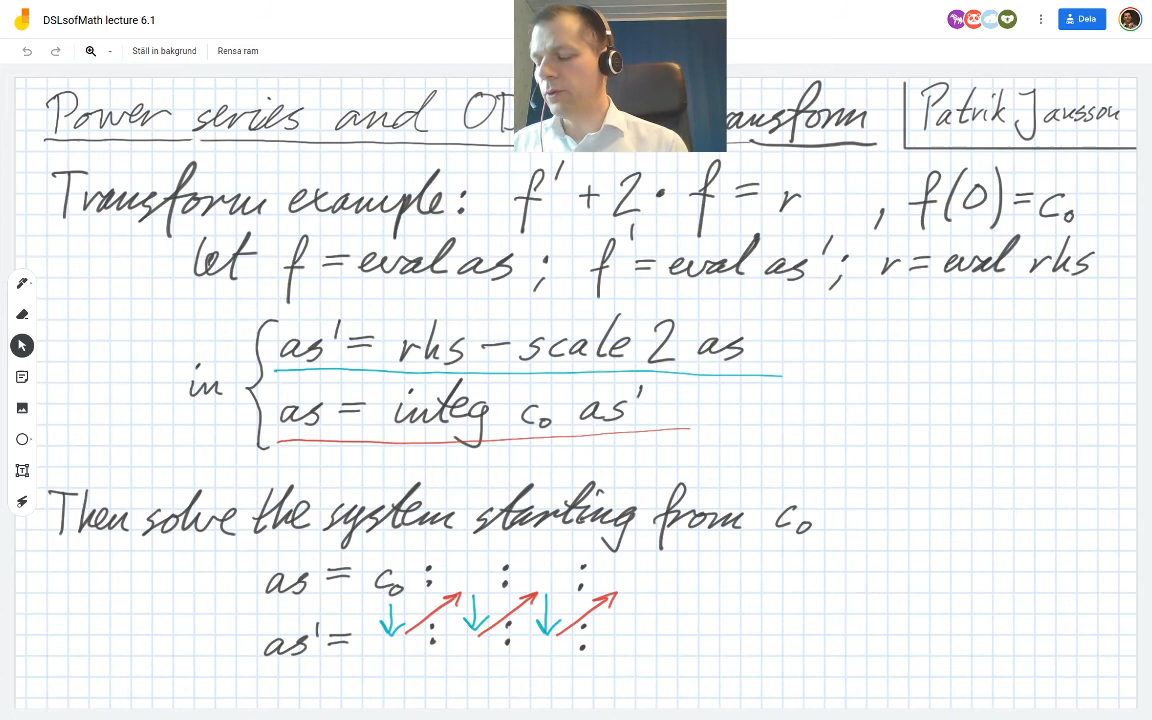 DSLsofMath lecture 6.1
Dela
Ställ in bakgrund Rensa ram
Power series and OD ansform Patrik Jansson
Transform example: f' + 2 · f = r , f(0) = c₀
let f = eval as ; f' = eval as' ; r = eval rhs
in { as' = rhs - scale 2 as
as = integ c₀ as'
Then solve the system starting from c₀
as = c₀ : : :
as' = : : :